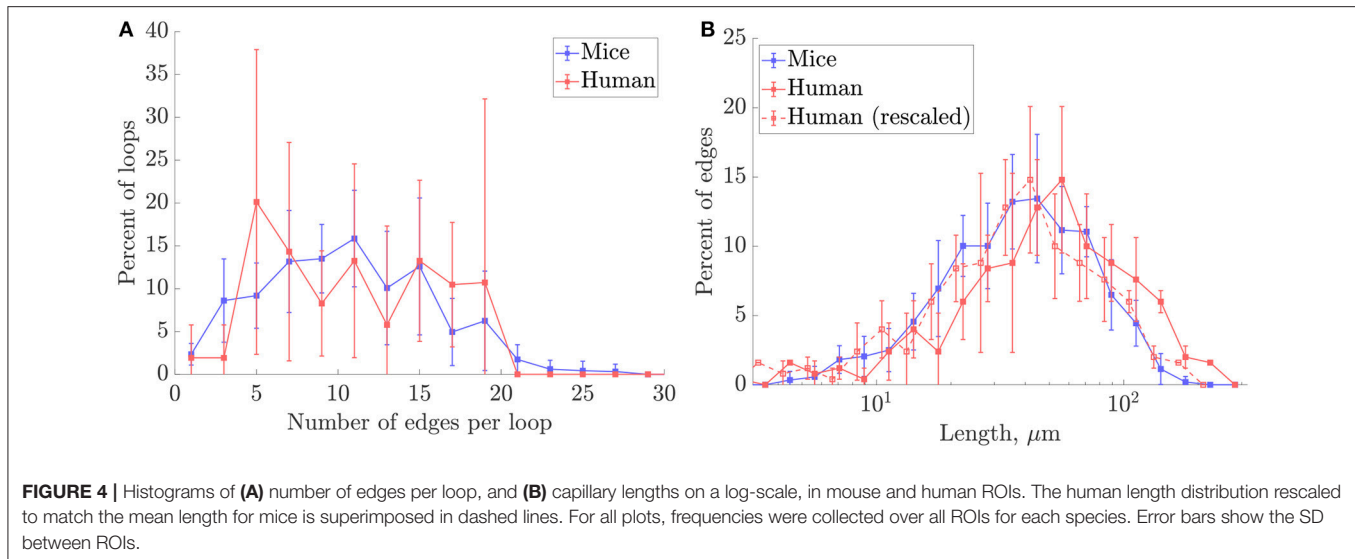 A
40
35
30
25
20
15
10
5
0
Percent of loops
0 5 10 15 20 25 30
Number of edges per loop
Mice
Human
B
25
20
15
10
5
0
Percent of edges
10¹ 10²
Length, μm
Mice
Human
Human (rescaled)
FIGURE 4 | Histograms of (A) number of edges per loop, and (B) capillary lengths on a log-scale, in mouse and human ROIs. The human length distribution rescaled
to match the mean length for mice is superimposed in dashed lines. For all plots, frequencies were collected over all ROIs for each species. Error bars show the SD
between ROIs.